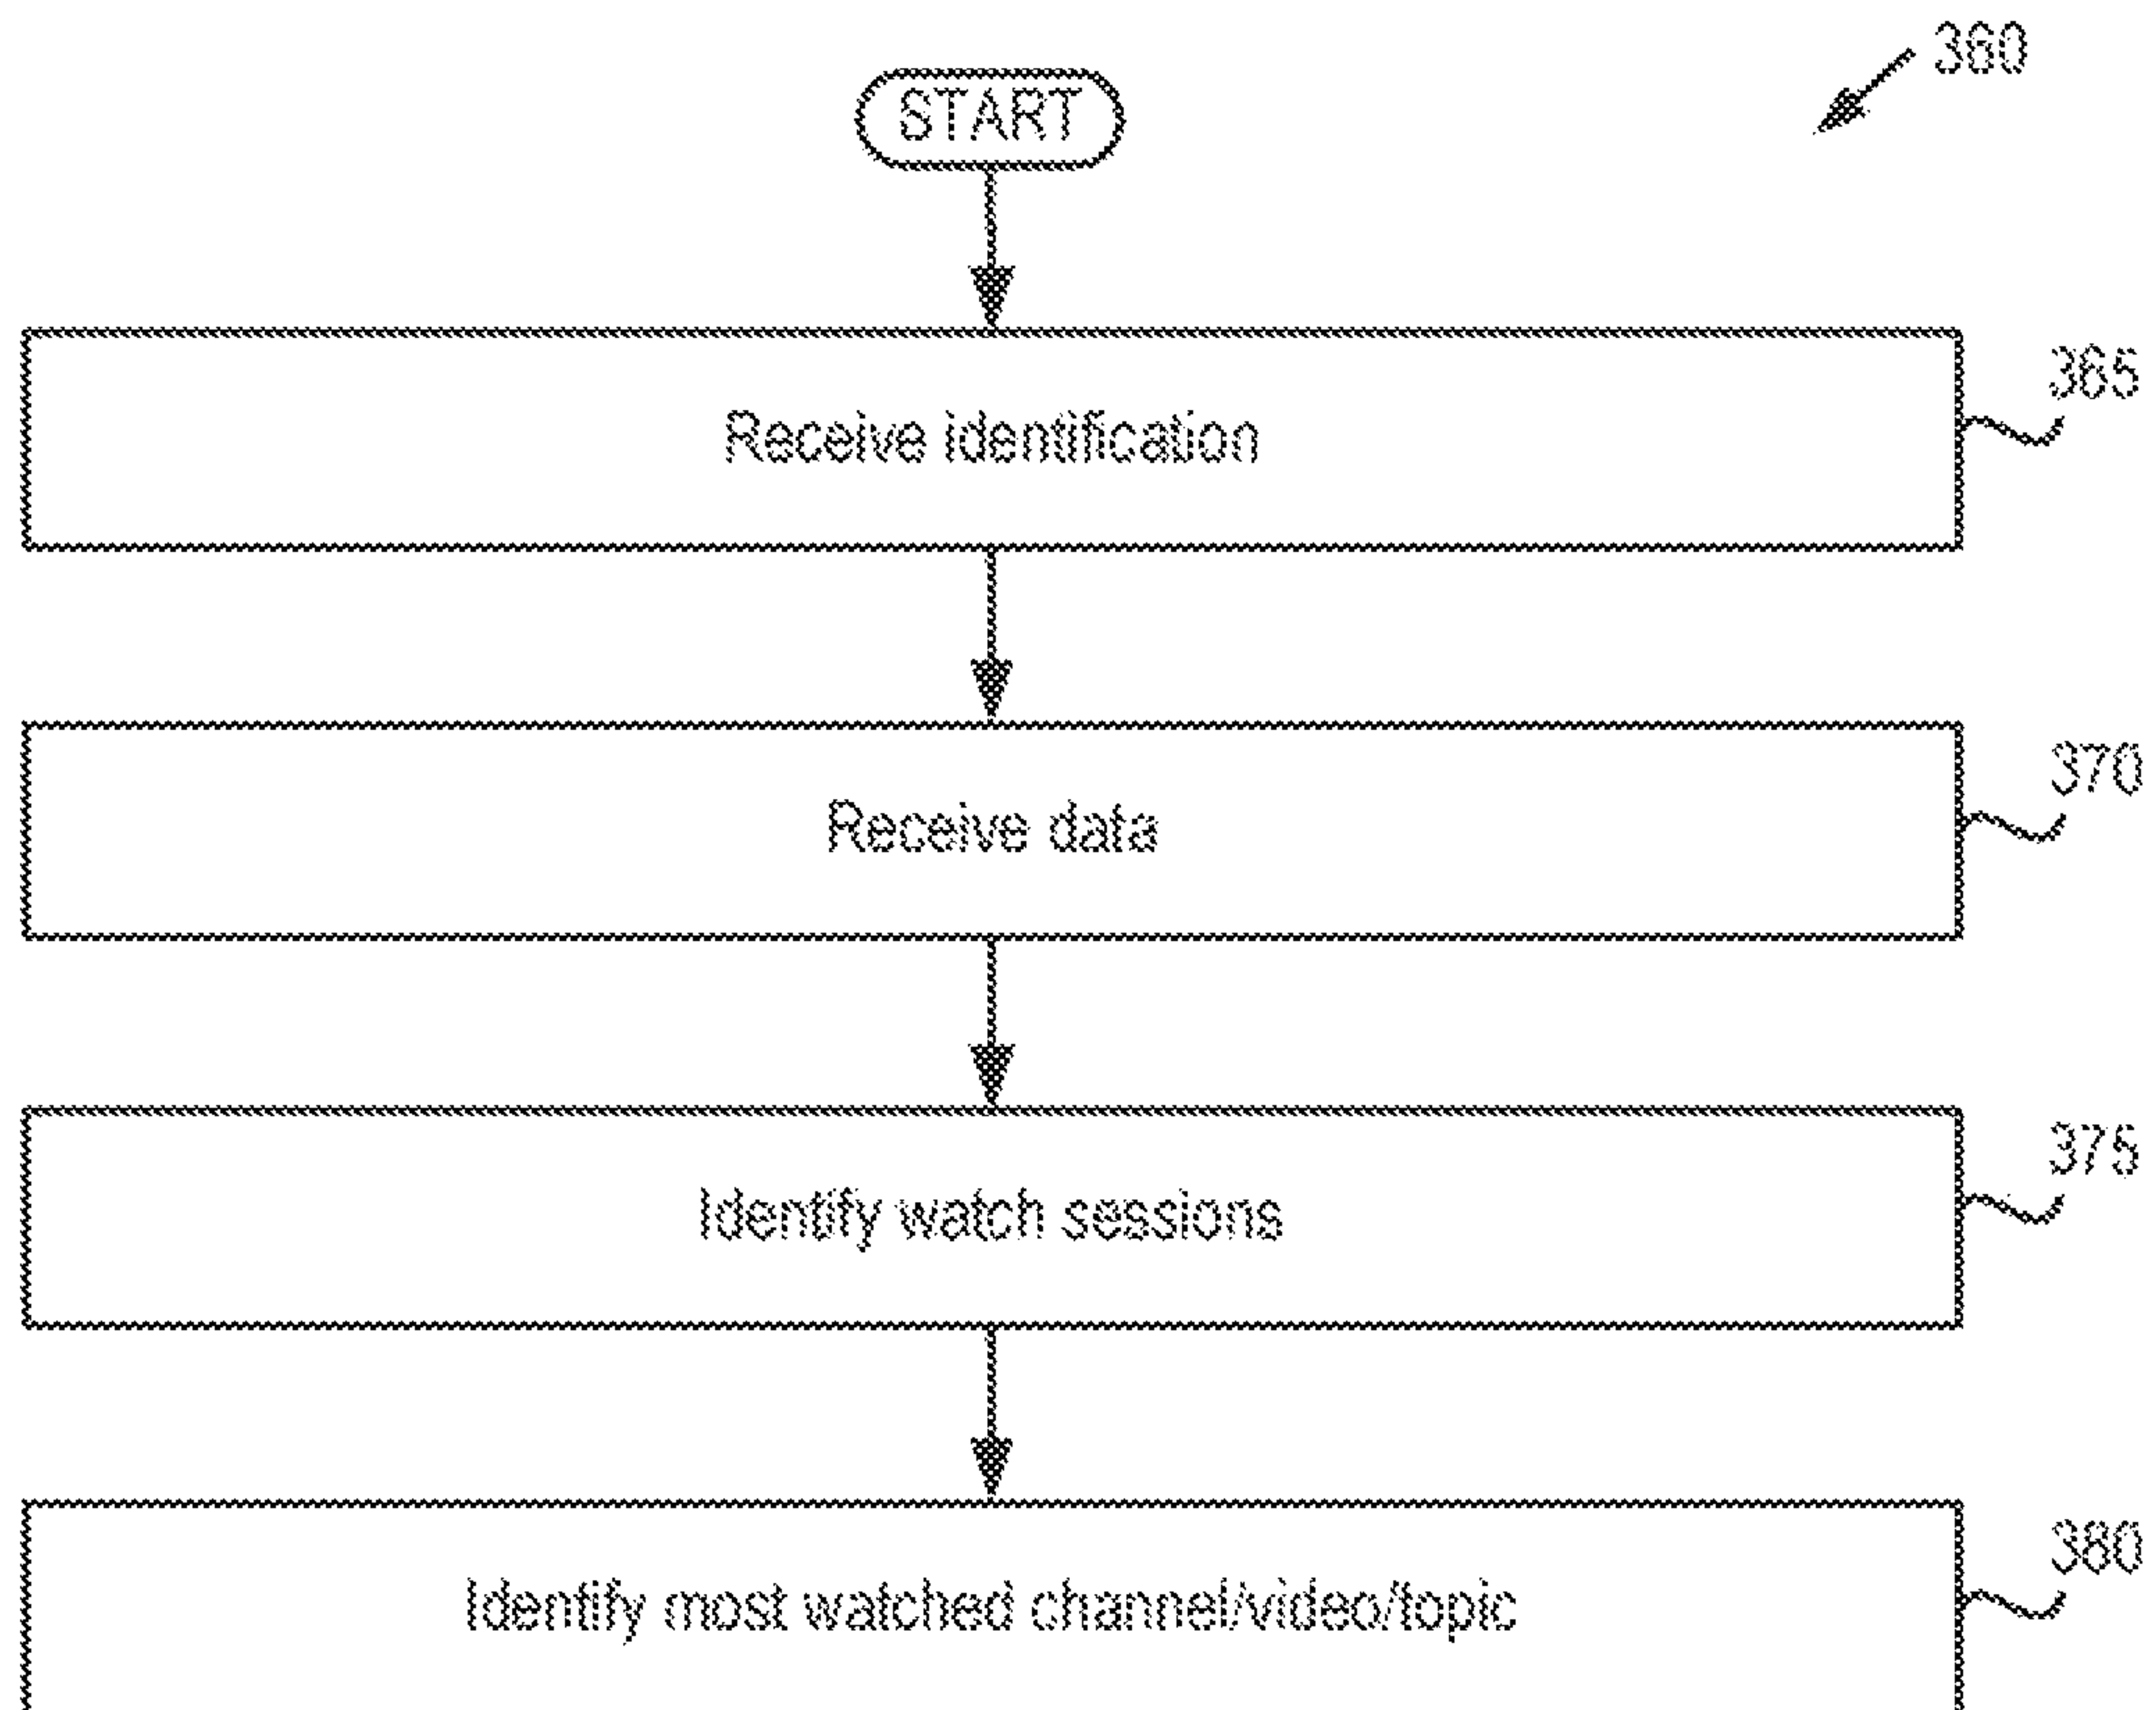 360
START
Receive identification
365
Receive data
370
Identify watch sessions
375
Identify most watched channel/video/topic
380